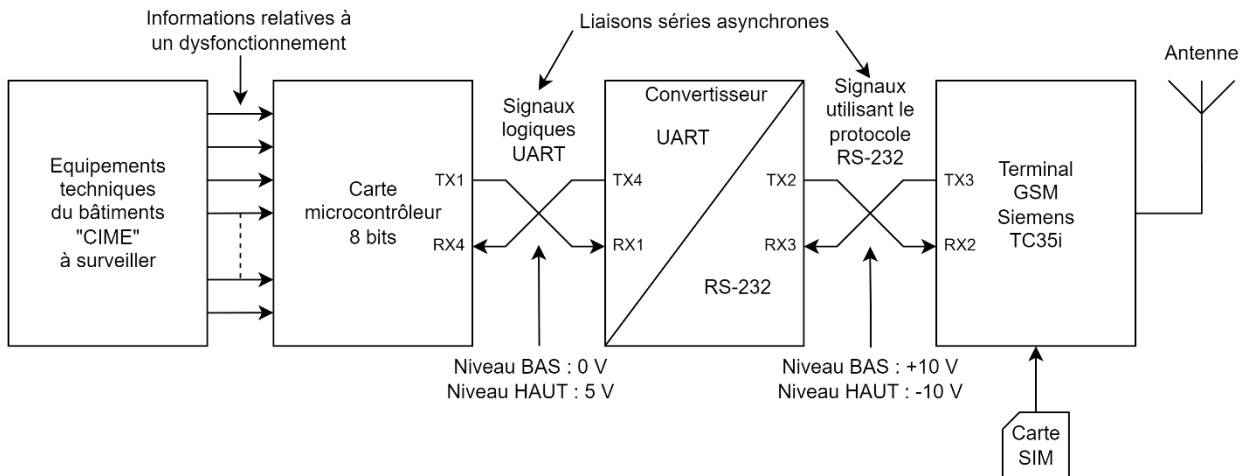 Informations relatives à
un dysfonctionnement
Liaisons séries asynchrones
Antenne
Equipements
techniques
du bâtiments
"CIME"
à surveiller
Carte
microcontrôleur
8 bits
TX1
RX4
Signaux
logiques
UART
Convertisseur
UART
TX4
RX1
TX2
RX3
RS-232
Signaux
utilisant le
protocole
RS-232
TX3
RX2
Terminal
GSM
Siemens
TC35i
Niveau BAS : 0 V
Niveau HAUT : 5 V
Niveau BAS : +10 V
Niveau HAUT : -10 V
Carte
SIM